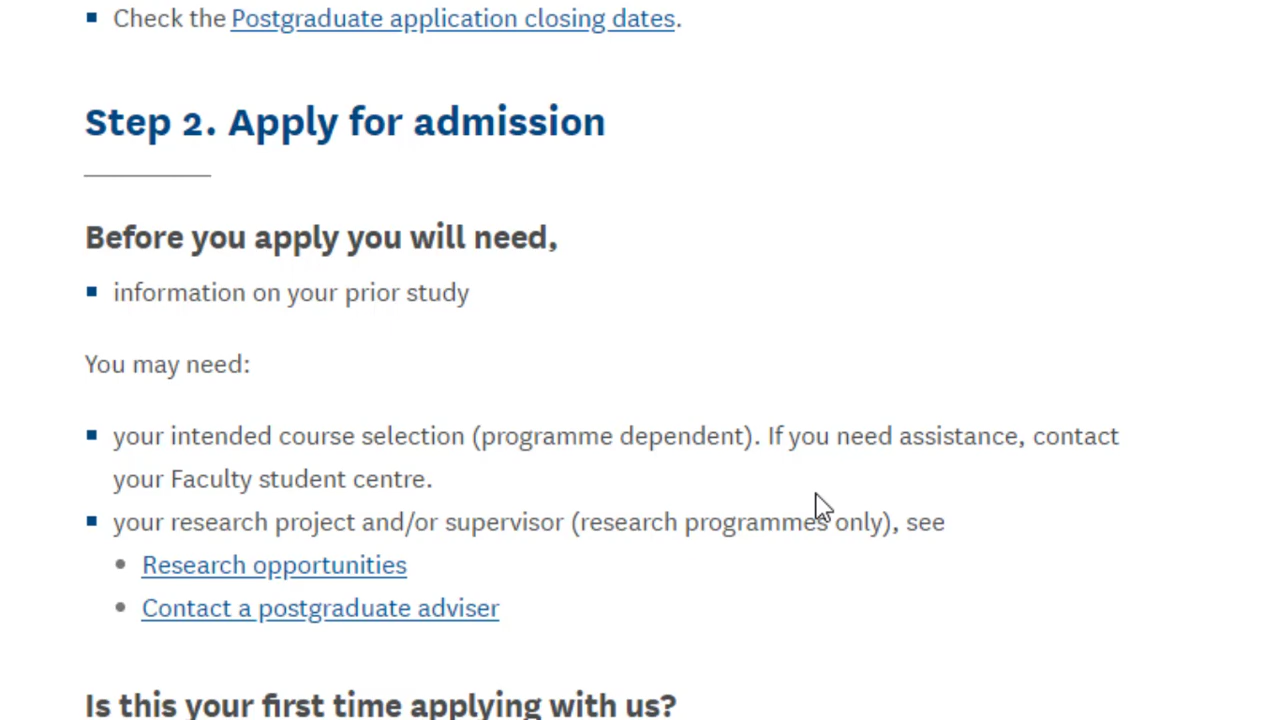 Check the Postgraduate application closing dates.
Step 2. Apply for admission
Before you apply you will need,
information on your prior study
You may need:
your intended course selection (programme dependent). If you need assistance, contact
your Faculty student centre.
your research project and/or supervisor (research programmes only), see
Research opportunities
Contact a postgraduate adviser
Is this your first time applying with us?